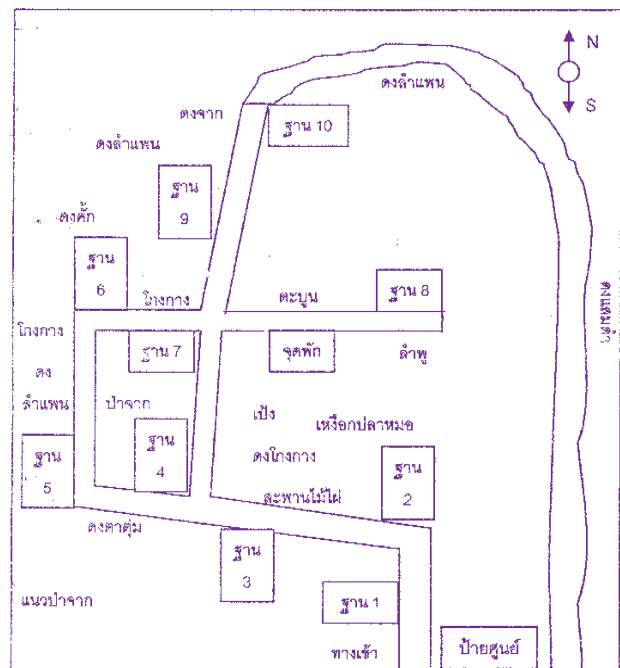 N
S
ดงลำแพน
ดงจาก
ฐาน 10
ดงลำแพน
ฐาน
9
ดงคั๊ก
ฐาน
6
โกงกาง
ตะบูน
ฐาน 8
ดงแสมดำ
โกงกาง
ดง
ลำแพน
ฐาน 7
จุดพัก
ลำพู
ป่าจาก
เป้ง
เหงือกปลาหมอ
ฐาน
4
ฐาน
5
ดงโกงกาง
ฐาน
2
สะพานไม้ไผ่
ดงตาตุ่ม
ฐาน
3
แนวป่าจาก
ฐาน 1
ทางเข้า
ป้ายศูนย์